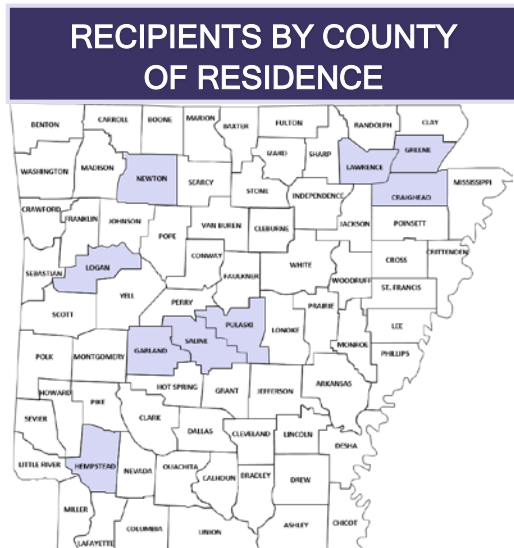 RECIPIENTS BY COUNTY
OF RESIDENCE
BENTON
CARROLL
BOONE
MARION
BAXTER
FULTON
RANDOLPH
CLAY
GREENE
WASHINGTON
MADISON
NEWTON
SEARCY
STONE
IZARD
SHARP
LAWRENCE
INDEPENDENCE
CRAIGHEAD
MISSISSIPPI
CRAWFORD
FRANKLIN
JOHNSON
POPE
VAN BUREN
CLEBURNE
JACKSON
POINSETT
SEBASTIAN
LOGAN
CONWAY
FAULKNER
WHITE
WOODRUFF
CROSS
CRITTENDEN
ST. FRANCIS
SCOTT
YELL
PERRY
PULASKI
LONOKE
PRAIRIE
MONROE
LEE
PHILLIPS
POLK
MONTGOMERY
GARLAND
SALINE
HOT SPRING
GRANT
JEFFERSON
ARKANSAS
HOWARD
PIKE
CLARK
DALLAS
CLEVELAND
LINCOLN
DESHA
SEVIER
LITTLE RIVER
HEMPSTEAD
NEVADA
OUACHITA
CALHOUN
BRADLEY
DREW
MILLER
LAFAYETTE
COLUMBIA
UNION
ASHLEY
CHICOT